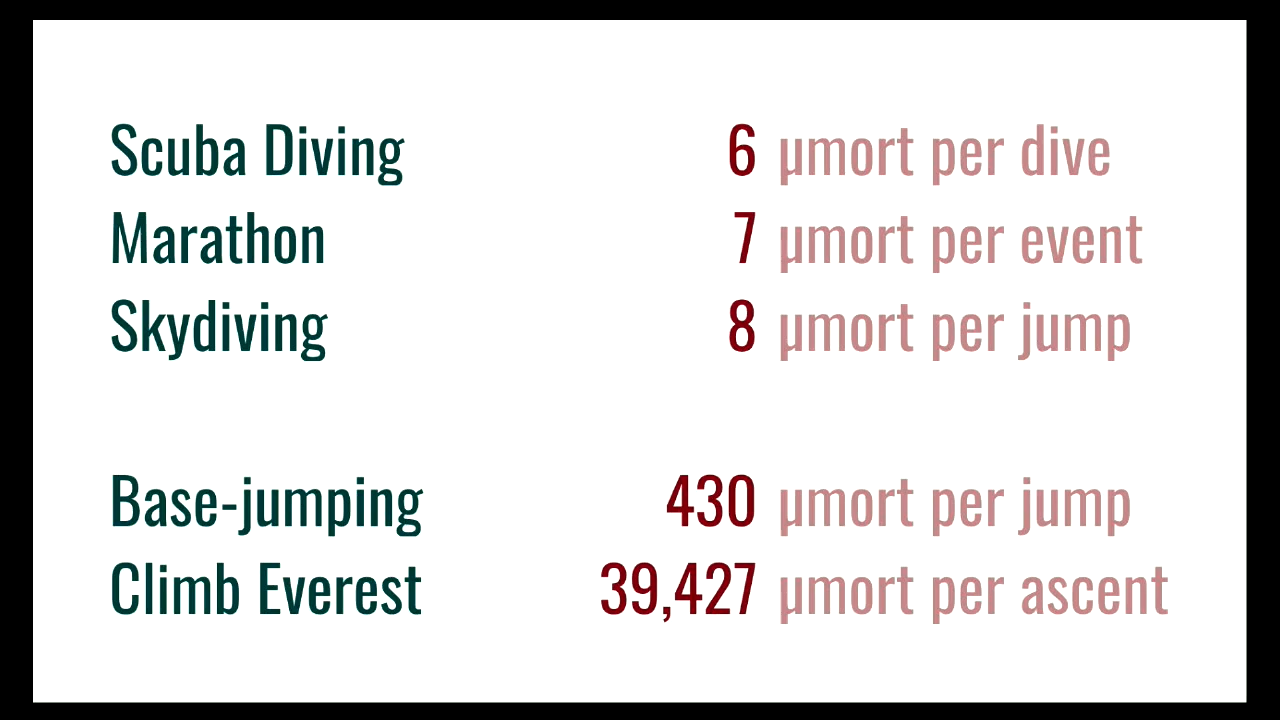 Scuba Diving 6 µmort per dive
Marathon 7 µmort per event
Skydiving 8 µmort per jump
Base-jumping 430 µmort per jump
Climb Everest 39,427 µmort per ascent